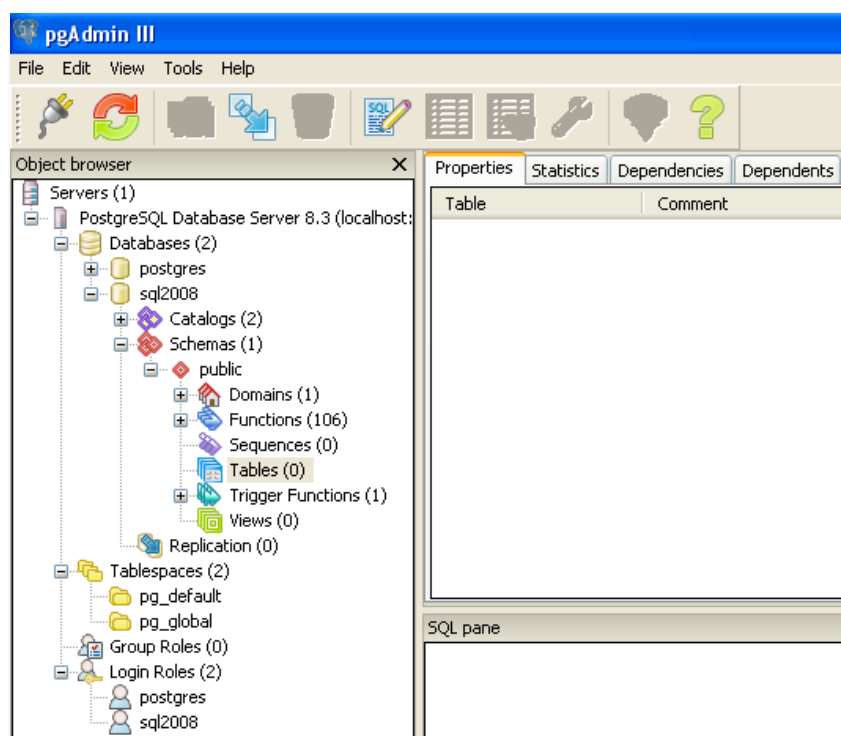 pgAdmin III
File Edit View Tools Help
SQL
Object browser
Servers (1)
PostgreSQL Database Server 8.3 (localhost:
Databases (2)
postgres
sql2008
Catalogs (2)
Schemas (1)
public
Domains (1)
Functions (106)
Sequences (0)
Tables (0)
Trigger Functions (1)
Views (0)
Replication (0)
Tablespaces (2)
pg_default
pg_global
Group Roles (0)
Login Roles (2)
postgres
sql2008
Properties Statistics Dependencies Dependents
Table Comment
SQL pane